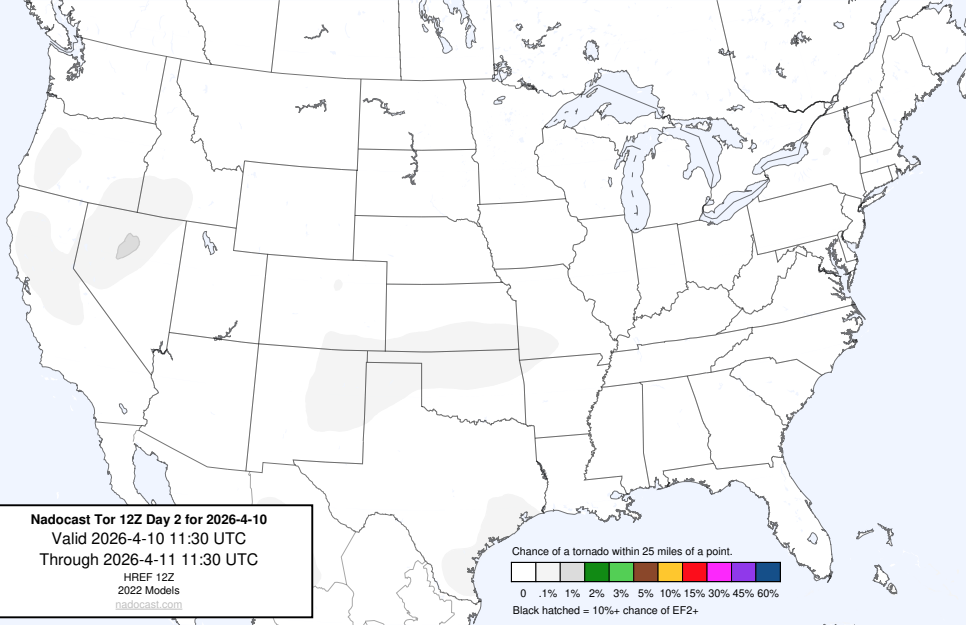 Nadocast Tor 12Z Day 2 for 2026-4-10
Valid 2026-4-10 11:30 UTC
Through 2026-4-11 11:30 UTC
HREF 12Z
2022 Models
nadocast.com
Chance of a tornado within 25 miles of a point.
0 .1% 1% 2% 3% 5% 10% 15% 30% 45% 60%
Black hatched = 10%+ chance of EF2+